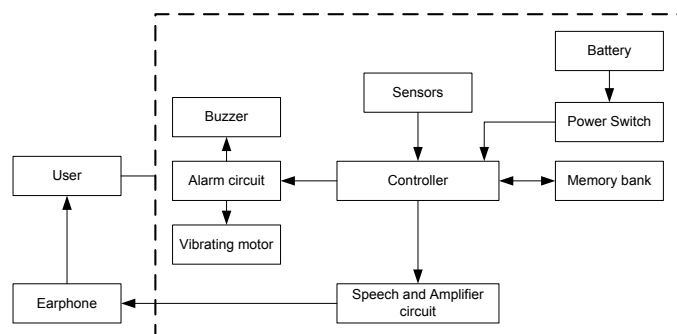 Battery
Sensors
Buzzer
Power Switch
User
Alarm circuit
Controller
Memory bank
Vibrating motor
Earphone
Speech and Amplifier
circuit